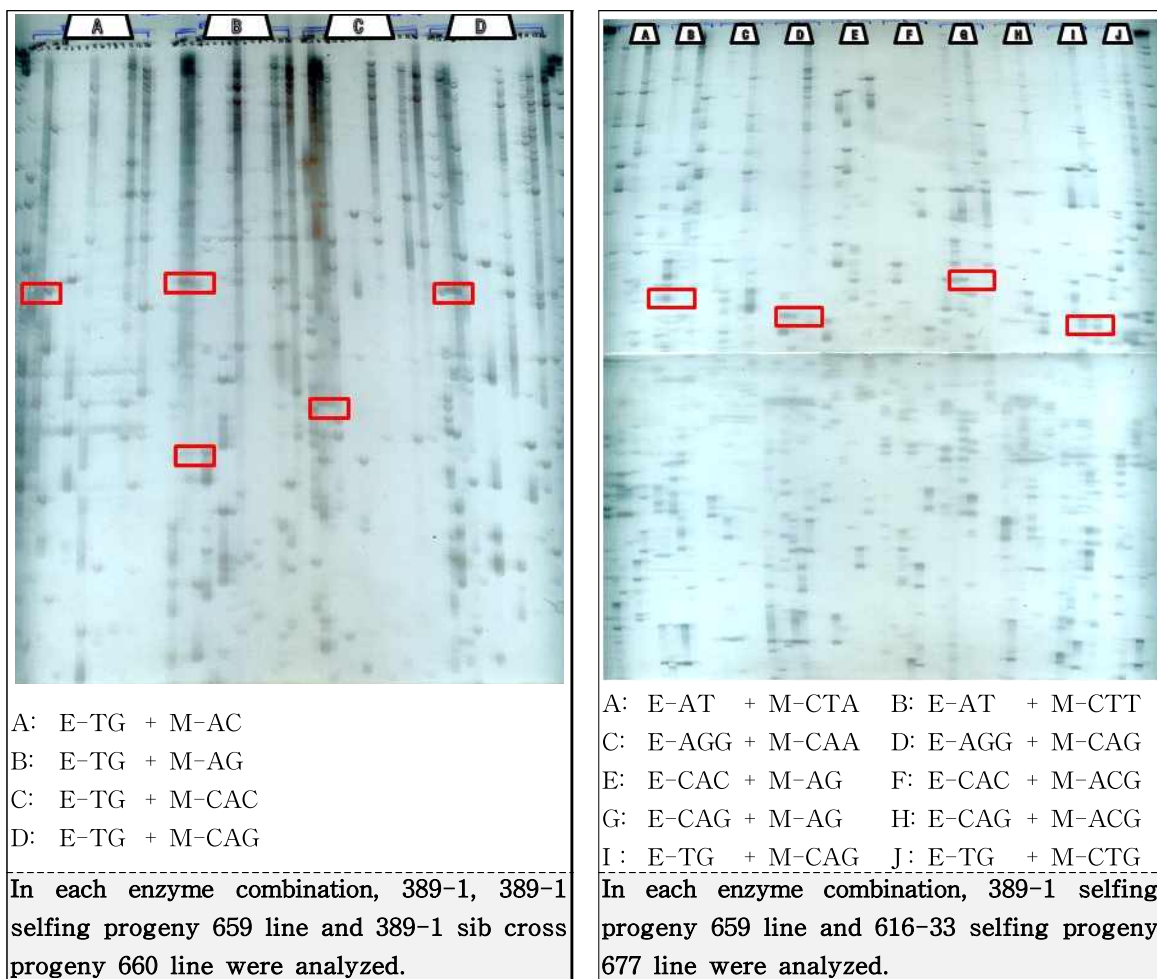 A B C D
A B C D E F G H I J
A: E-TG + M-AC
B: E-TG + M-AG
C: E-TG + M-CAC
D: E-TG + M-CAG
In each enzyme combination, 389-1, 389-1
selfing progeny 659 line and 389-1 sib cross
progeny 660 line were analyzed.
A: E-AT + M-CTA B: E-AT + M-CTT
C: E-AGG + M-CAA D: E-AGG + M-CAG
E: E-CAC + M-AG F: E-CAC + M-ACG
G: E-CAG + M-AG H: E-CAG + M-ACG
I: E-TG + M-CAG J: E-TG + M-CTG
In each enzyme combination, 389-1 selfing
progeny 659 line and 616-33 selfing progeny
677 line were analyzed.